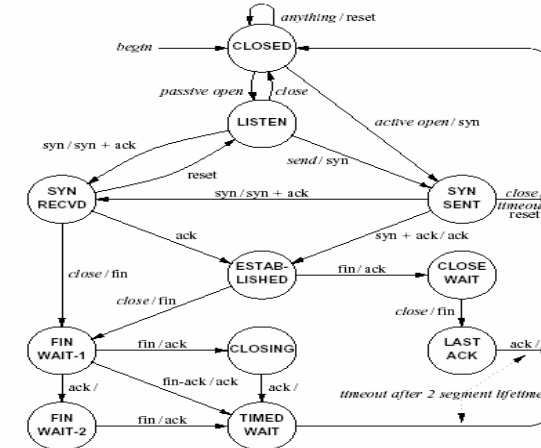 anything / reset
begin
CLOSED
passive open
close
active open / syn
LISTEN
syn / syn + ack
send / syn
reset
SYN
RECVD
syn / syn + ack
SYN
SENT
close /
timeout /
reset
ack
syn + ack / ack
close / fin
ESTAB-
LISHED
fin / ack
CLOSE
WAIT
close / fin
close / fin
FIN
WAIT-1
fin / ack
CLOSING
LAST
ACK
ack /
ack /
fin-ack / ack
ack /
timeout after 2 segment lifetime
FIN
WAIT-2
fin / ack
TIMED
WAIT